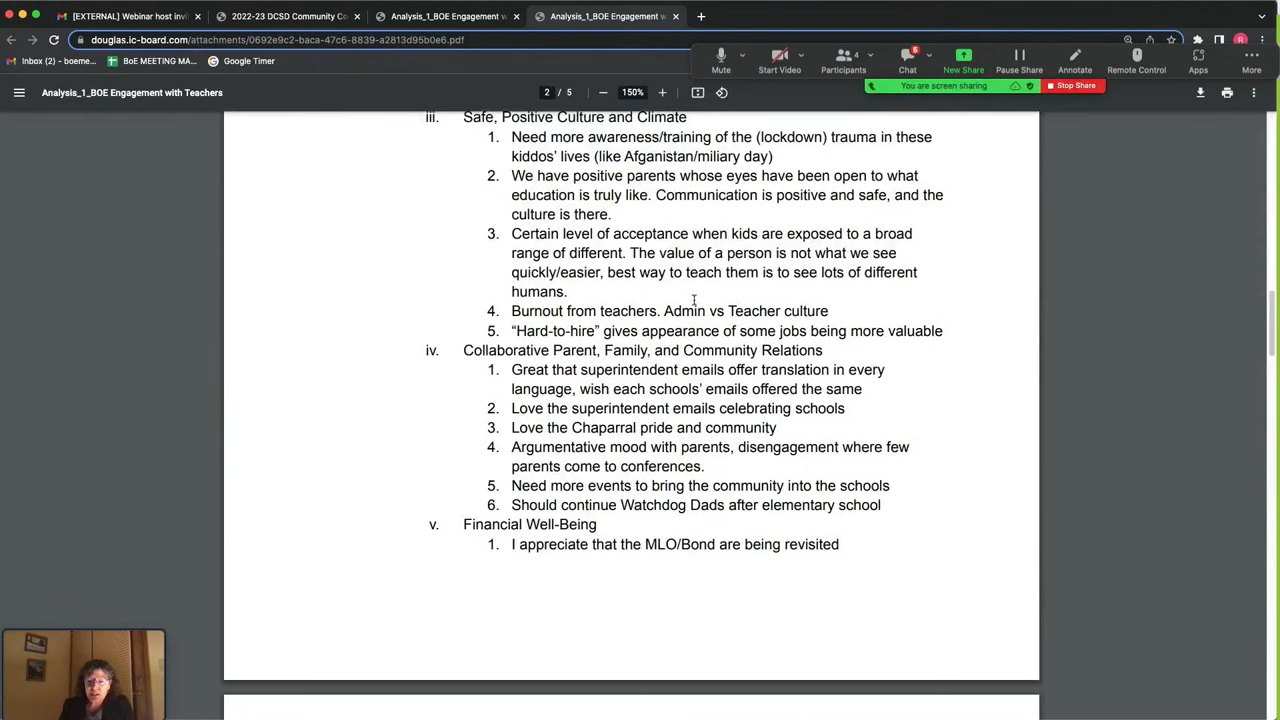 [EXTERNAL] Webinar host invi
2022-23 DCSD Community Co
Analysis_1_BOE Engagement w
Analysis_1_BOE Engagement w
douglas.ic-board.com/attachments/0692e9c2-baca-47c6-8839-a2813d95b0e6.pdf
Inbox (2) - boeme...
BoE MEETING MA...
Google Timer
Mute
Start Video
4
Participants
6
Chat
New Share
Pause Share
Annotate
Remote Control
Apps
More
You are screen sharing
Stop Share
Analysis_1_BOE Engagement with Teachers
2 / 5
150%
iii. Safe, Positive Culture and Climate
1. Need more awareness/training of the (lockdown) trauma in these
kiddos' lives (like Afganistan/miliary day)
2. We have positive parents whose eyes have been open to what
education is truly like. Communication is positive and safe, and the
culture is there.
3. Certain level of acceptance when kids are exposed to a broad
range of different. The value of a person is not what we see
quickly/easier, best way to teach them is to see lots of different
humans.
4. Burnout from teachers. Admin vs Teacher culture
5. “Hard-to-hire” gives appearance of some jobs being more valuable
iv. Collaborative Parent, Family, and Community Relations
1. Great that superintendent emails offer translation in every
language, wish each schools' emails offered the same
2. Love the superintendent emails celebrating schools
3. Love the Chaparral pride and community
4. Argumentative mood with parents, disengagement where few
parents come to conferences.
5. Need more events to bring the community into the schools
6. Should continue Watchdog Dads after elementary school
v. Financial Well-Being
1. I appreciate that the MLO/Bond are being revisited